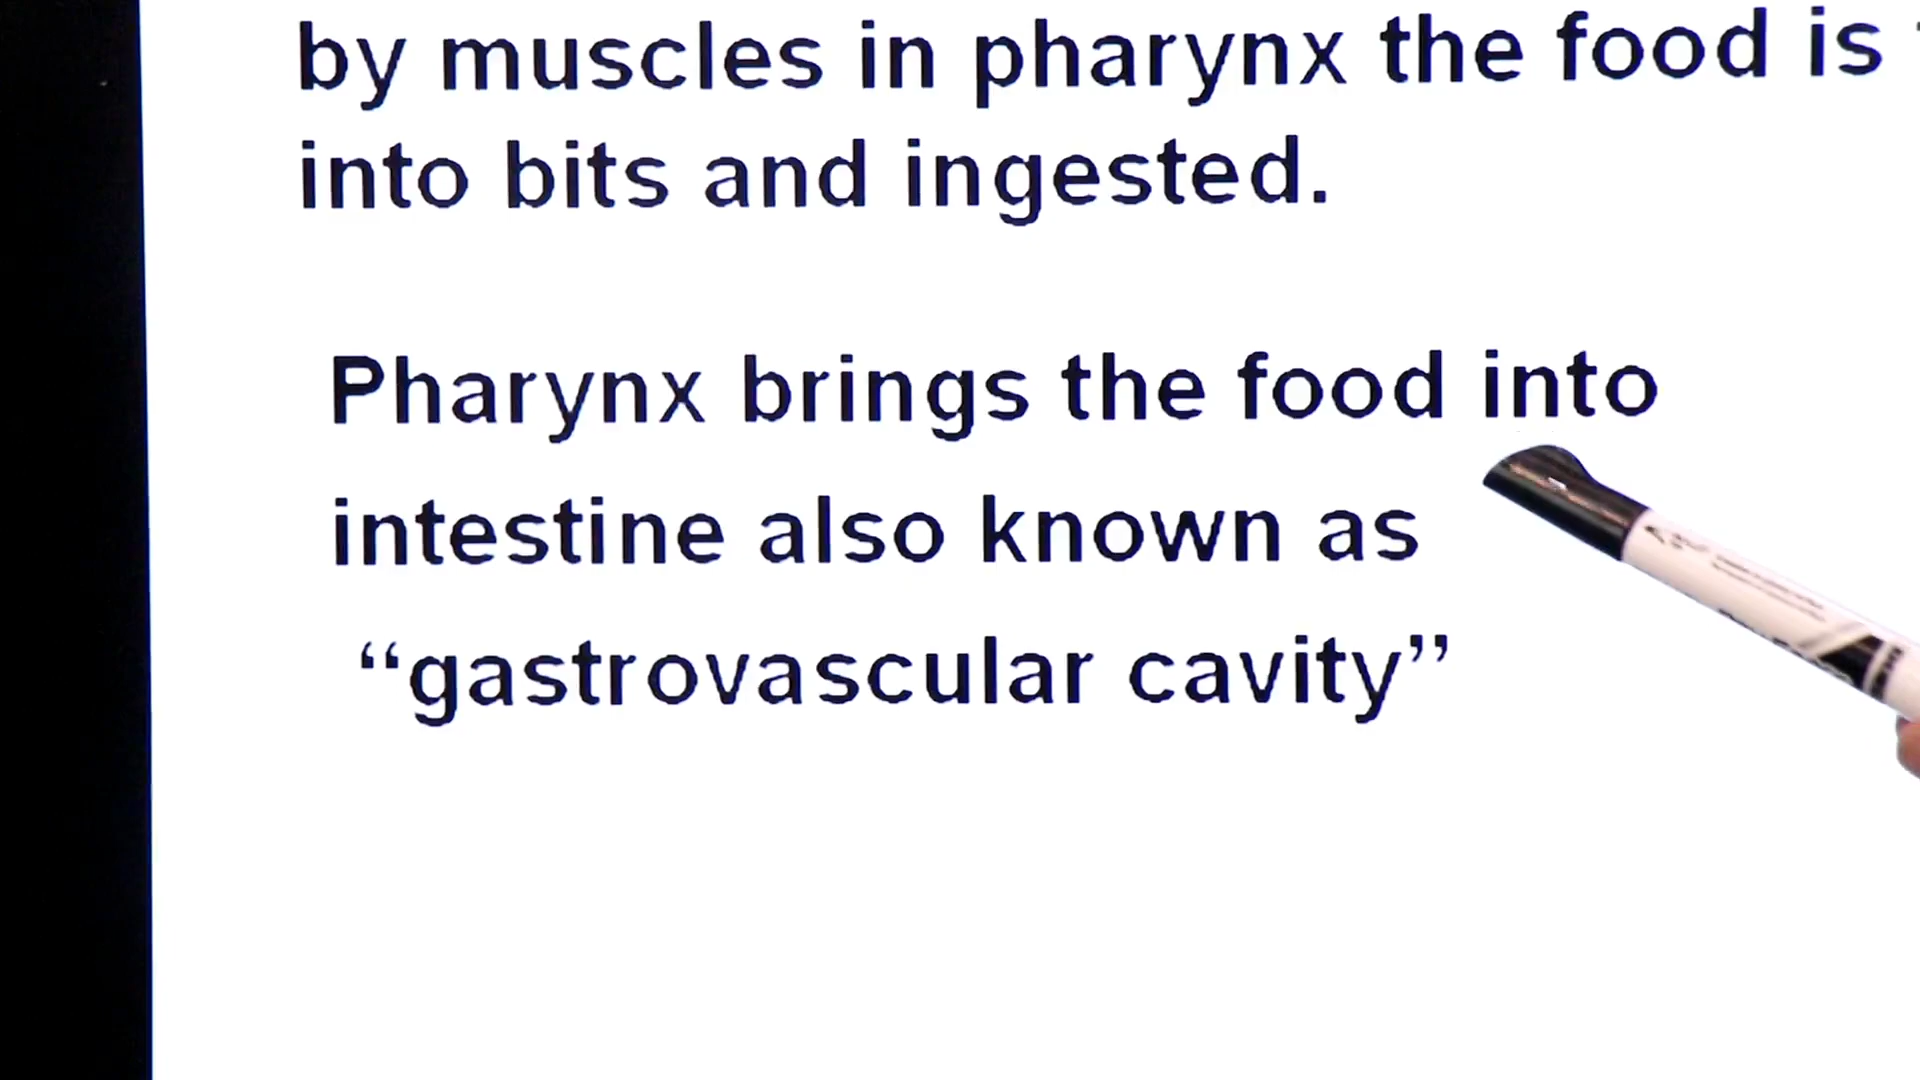 by muscles in pharynx the food is
into bits and ingested.
Pharynx brings the food into
intestine also known as
“gastrovascular cavity”